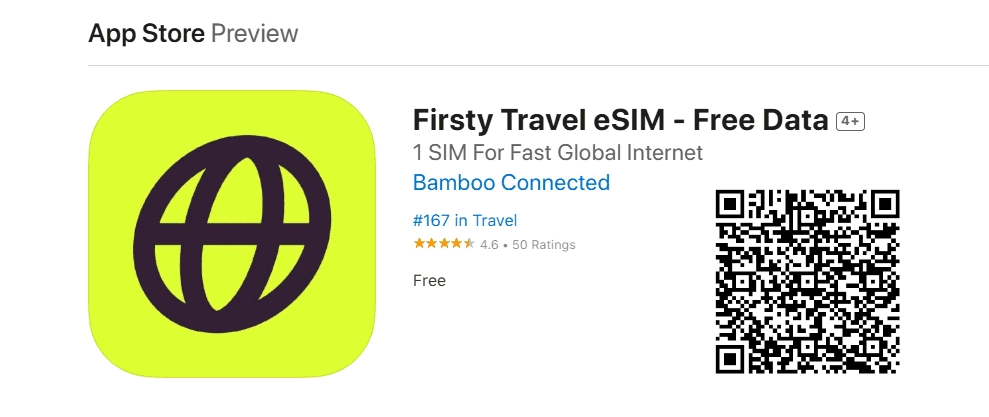 App Store Preview
Firsty Travel eSIM - Free Data 4+
1 SIM For Fast Global Internet
Bamboo Connected
#167 in Travel
4.6 • 50 Ratings
Free